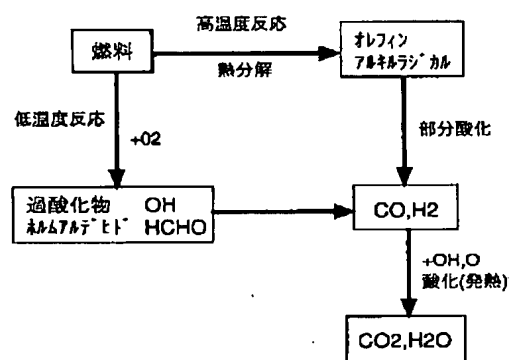 高温度反応
燃料
熱分解
オレフィン
アルキルラジカル
低温度反応
+O2
部分酸化
過酸化物 OH
ホルムアルデヒド HCHO
CO,H2
+OH,O
酸化(発熱)
CO2,H2O